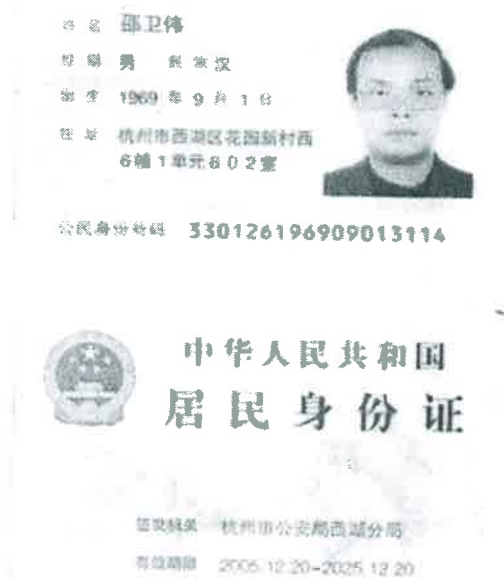 姓名 邵卫伟
性别 男 民族汉
出生 1969 年 9 月 1 日
住址 杭州市西湖区花园新村西
6幢1单元602室
公民身份号码 330126196909013114
中华人民共和国
居民身份证
签发机关 杭州市公安局西湖分局
有效期限 2005.12.20-2025.12.20